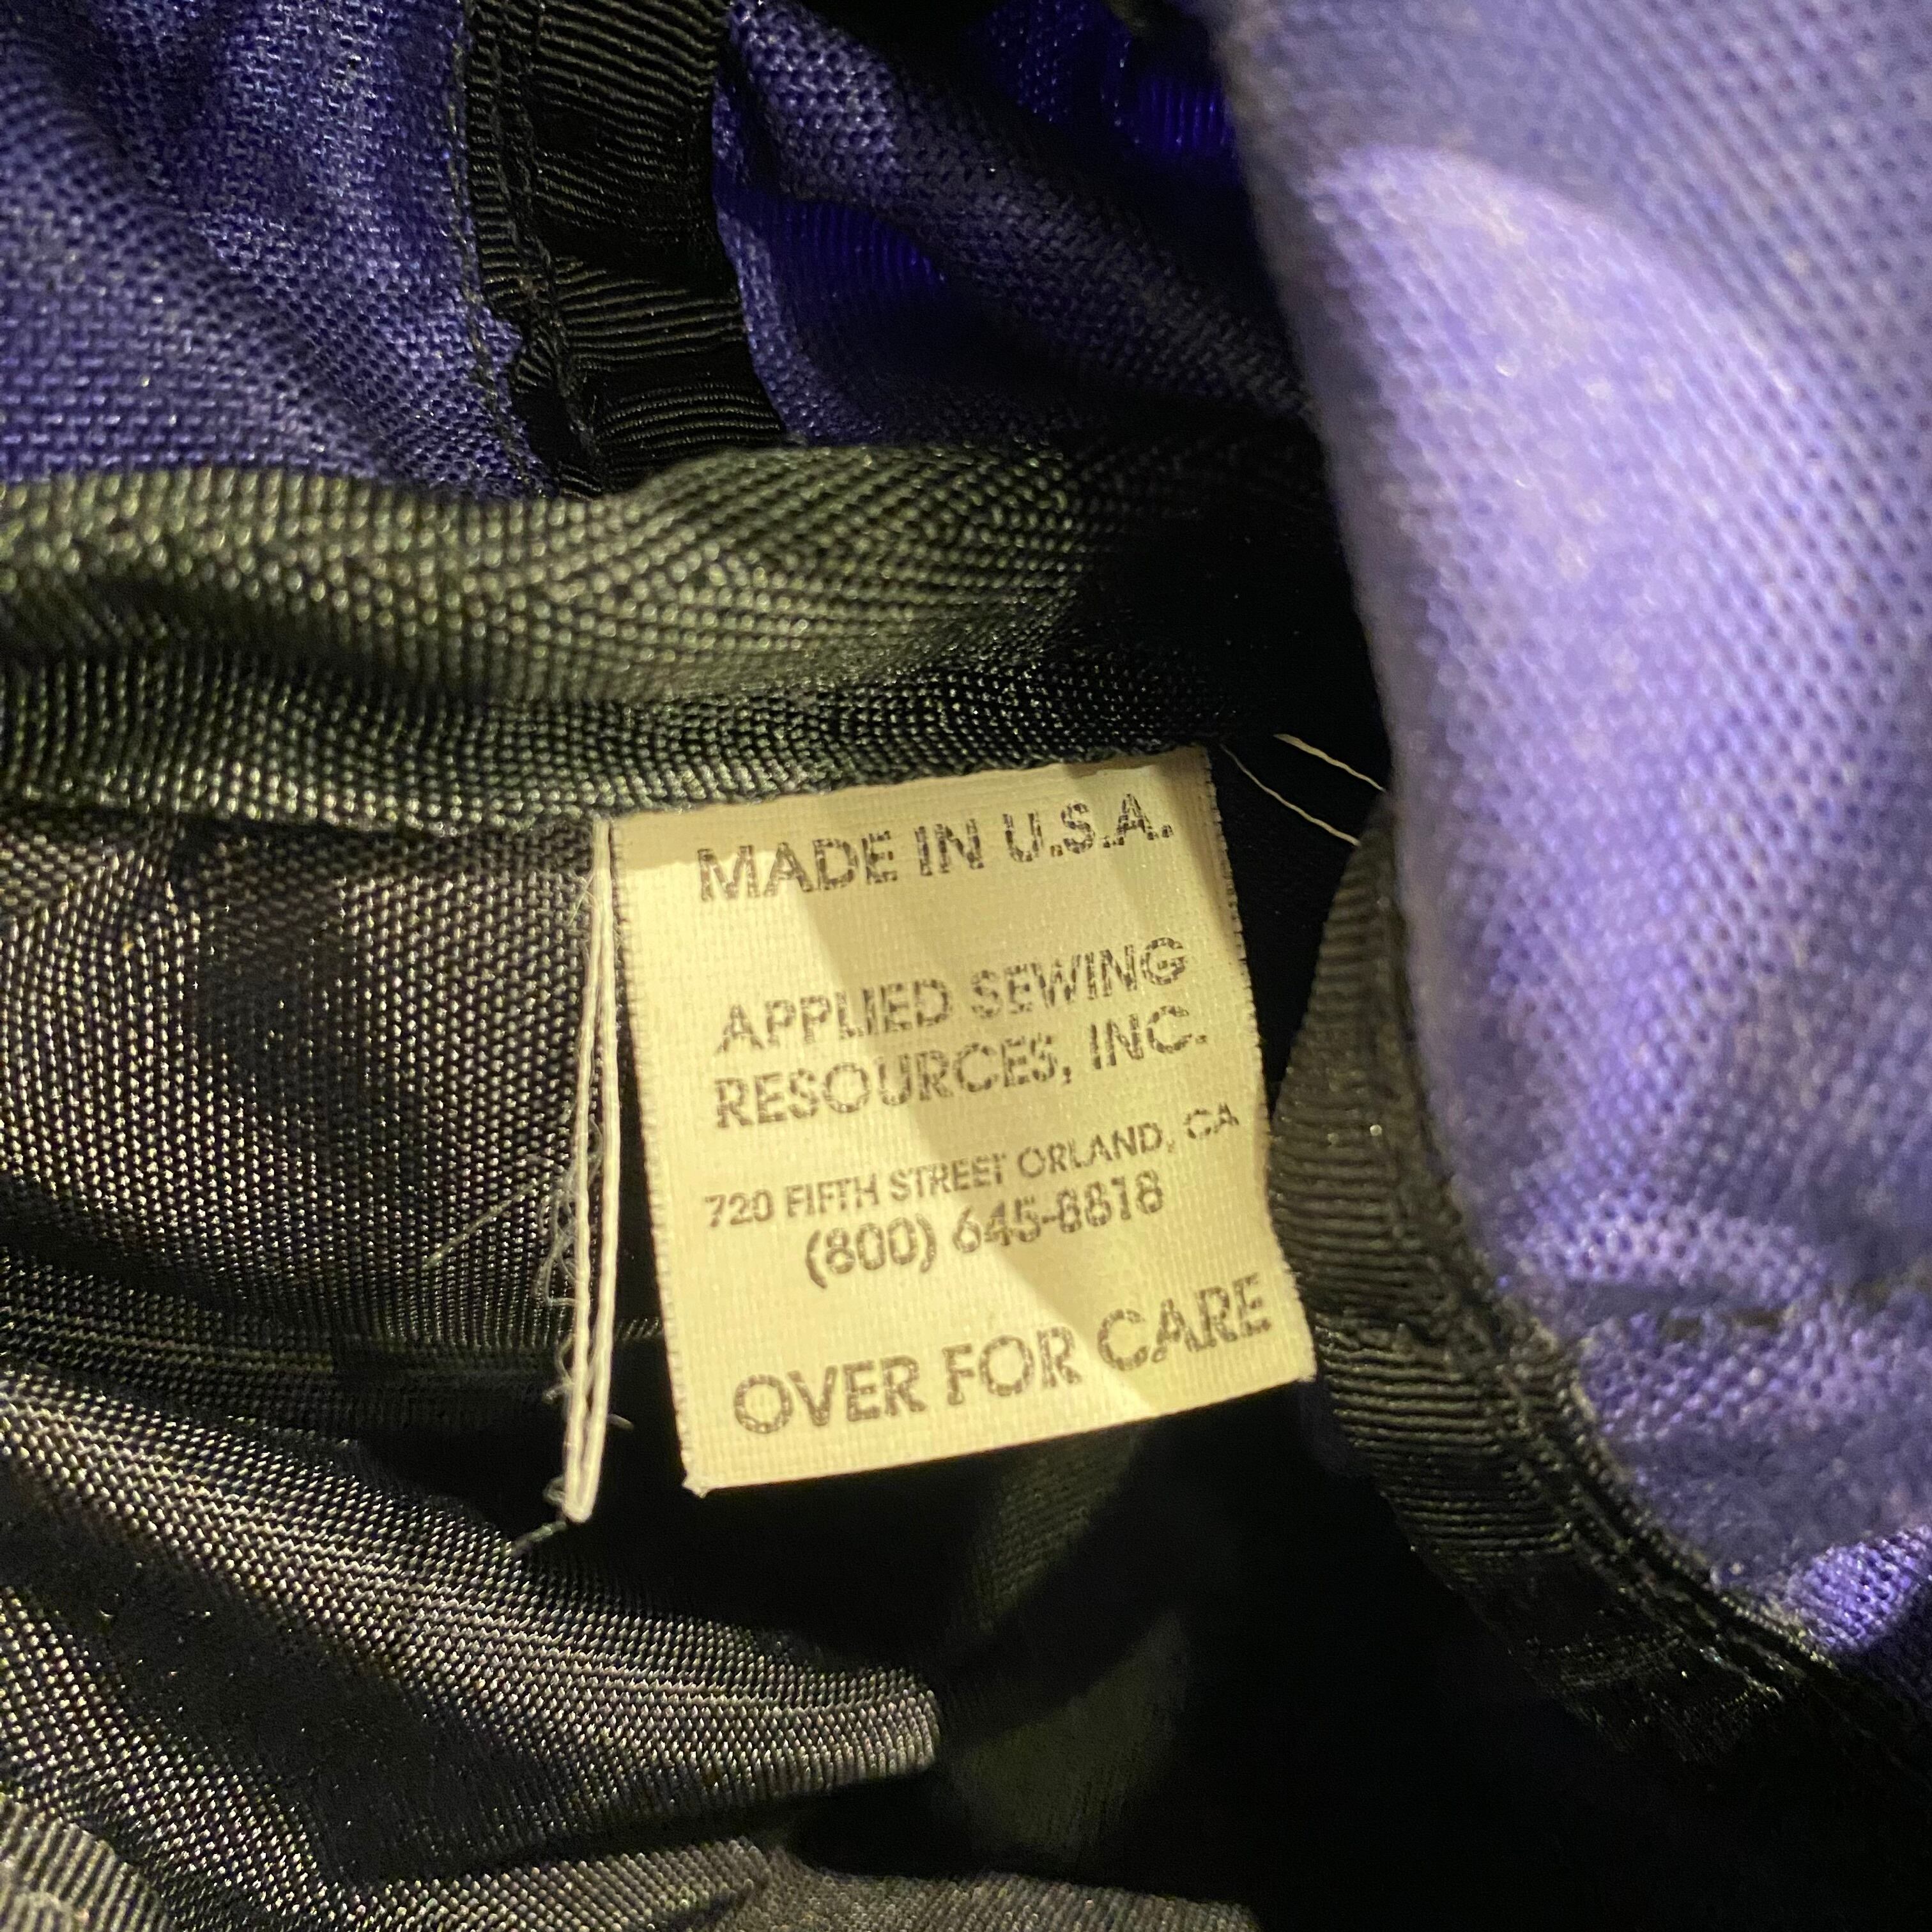 MADE IN U.S.A.
APPLIED SEWING
RESOURCES, INC.
720 FIFTH STREET ORLAND, CA
(800) 645-8818
OVER FOR CARE